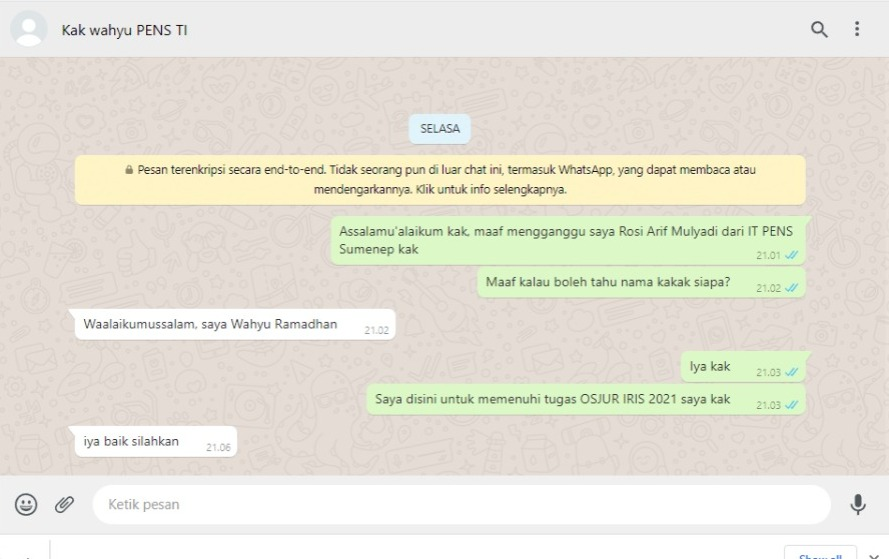 Kak wahyu PENS TI
SELASA
Pesan terenkripsi secara end-to-end. Tidak seorang pun di luar chat ini, termasuk WhatsApp, yang dapat membaca atau
mendengarkannya. Klik untuk info selengkapnya.
Assalamu'alaikum kak, maaf mengganggu saya Rosi Arif Mulyadi dari IT PENS
Sumenep kak
21.01
Maaf kalau boleh tahu nama kakak siapa?
21.02
Waalaikumussalam, saya Wahyu Ramadhan
21.02
Iya kak
21.03
Saya disini untuk memenuhi tugas OSJUR IRIS 2021 saya kak
21.03
iya baik silahkan
21.06
Ketik pesan
Show all